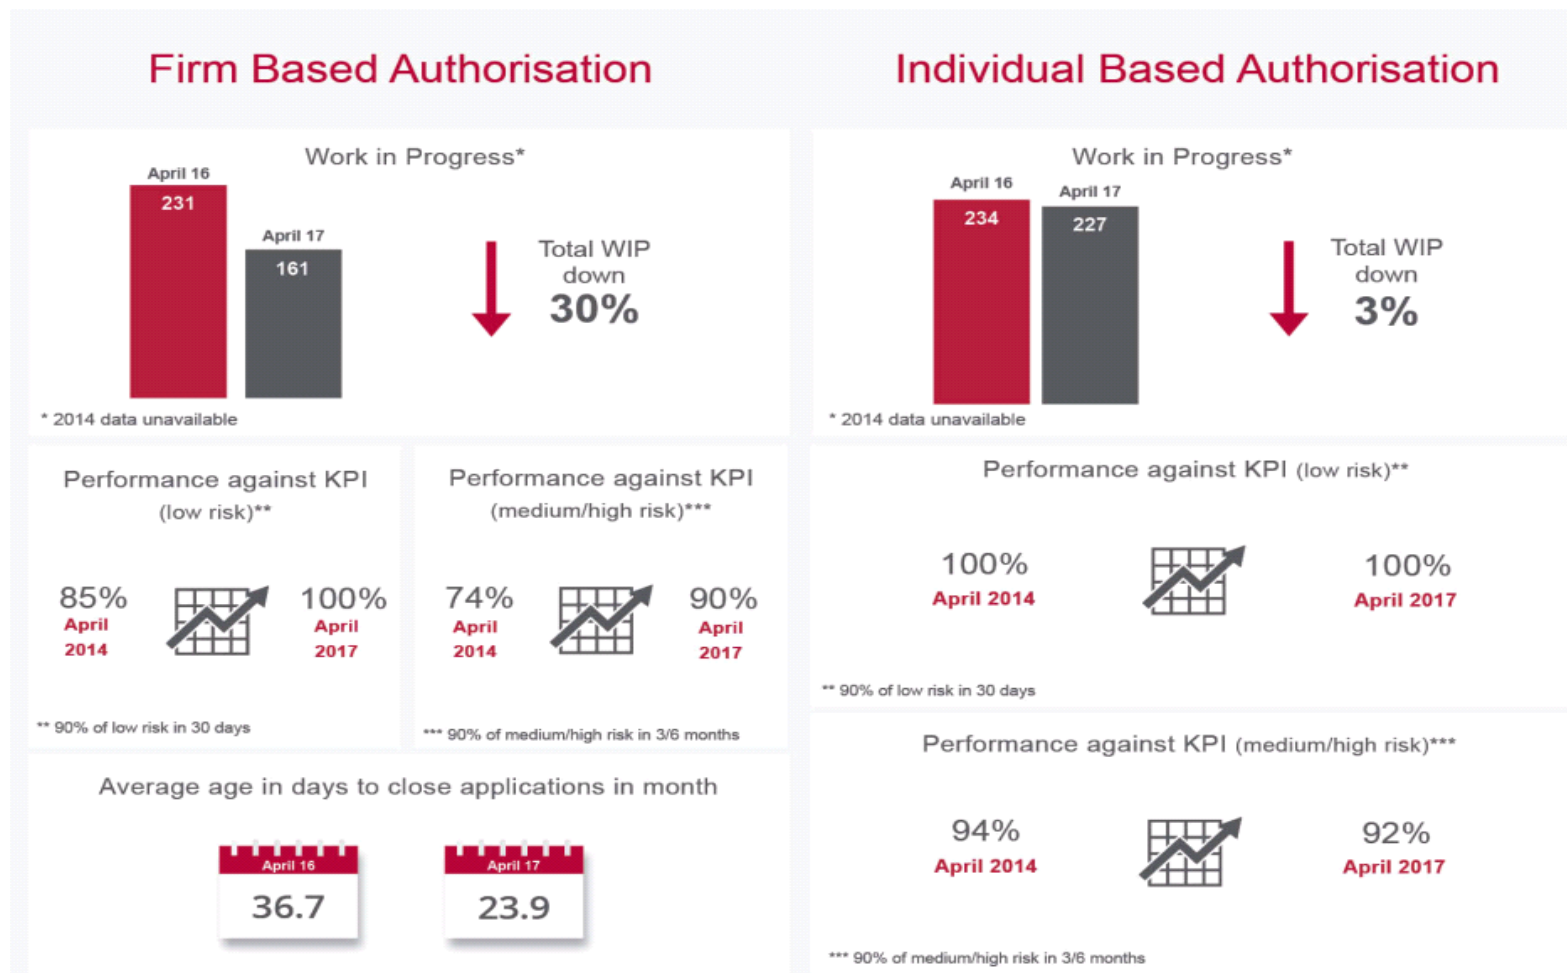 Firm Based Authorisation
Work in Progress*
April 16
231
April 17
161
Total WIP
down
30%
* 2014 data unavailable
Performance against KPI
(low risk)**
85%
April
2014
100%
April
2017
** 90% of low risk in 30 days
Performance against KPI
(medium/high risk)***
74%
April
2014
90%
April
2017
*** 90% of medium/high risk in 3/6 months
Average age in days to close applications in month
April 16
36.7
April 17
23.9
Individual Based Authorisation
Work in Progress*
April 16
234
April 17
227
Total WIP
down
3%
* 2014 data unavailable
Performance against KPI (low risk)**
100%
April 2014
100%
April 2017
** 90% of low risk in 30 days
Performance against KPI (medium/high risk)***
94%
April 2014
92%
April 2017
*** 90% of medium/high risk in 3/6 months